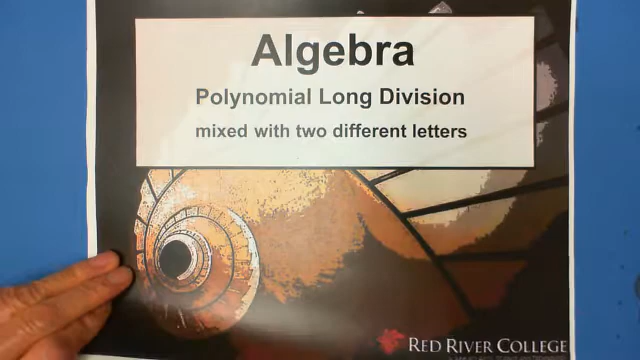 Algebra
Polynomial Long Division
mixed with two different letters
RED RIVER COLLEGE